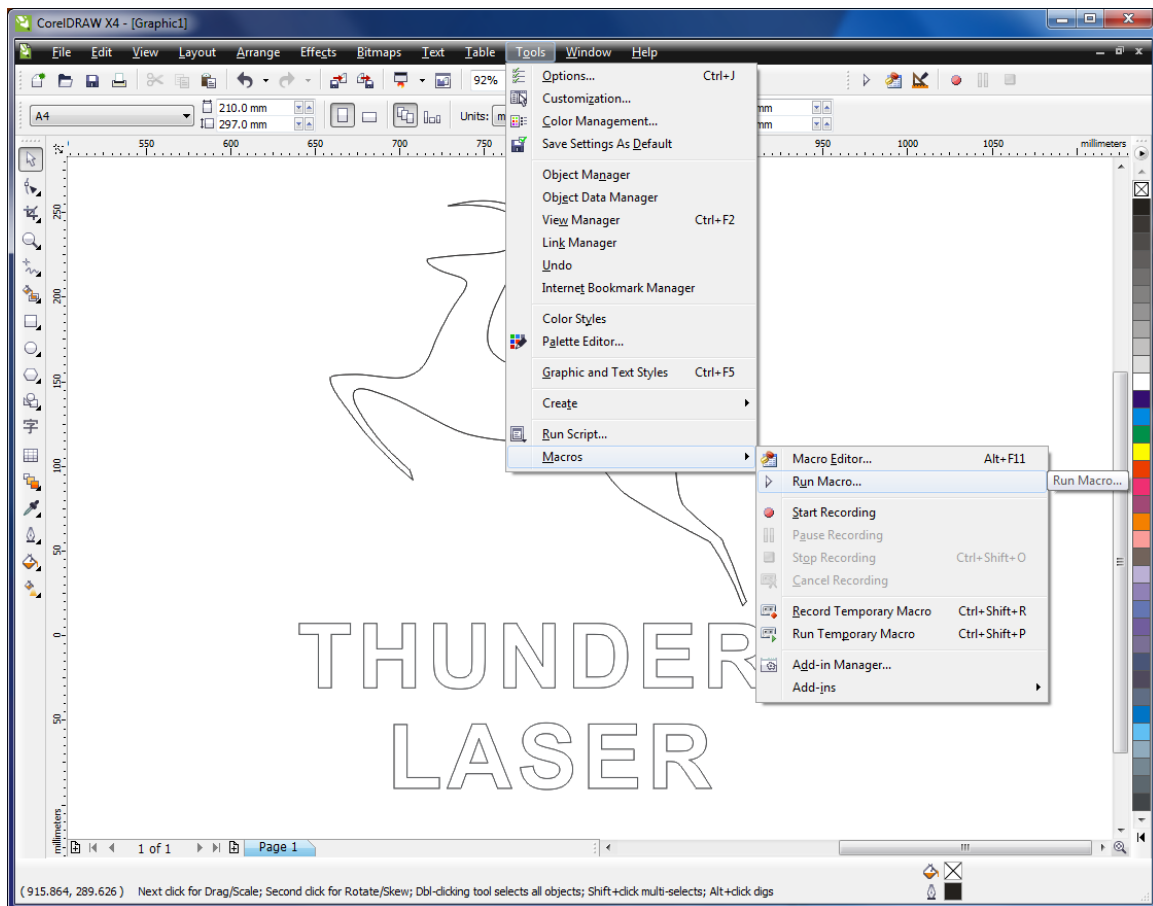 CorelDRAW X4 - [Graphic1]
File Edit View Layout Arrange Effects Bitmaps Text Table Tools Window Help
92%
A4
210.0 mm
297.0 mm
Units: m
mm
mm
550 600 650 700 750 950 1000 1050 millimeters
250
200
150
100
50
0
50
millimeters
字
Options... Ctrl+J
Customization...
Color Management...
Save Settings As Default
Object Manager
Object Data Manager
View Manager Ctrl+F2
Link Manager
Undo
Internet Bookmark Manager
Color Styles
Palette Editor...
Graphic and Text Styles Ctrl+F5
Create
Run Script...
Macros
Macro Editor... Alt+F11
Run Macro...
Run Macro...
Start Recording
Pause Recording
Stop Recording Ctrl+Shift+O
Cancel Recording
Record Temporary Macro Ctrl+Shift+R
Run Temporary Macro Ctrl+Shift+P
Add-in Manager...
Add-ins
THUNDER
LASER
1 of 1 Page 1
( 915.864, 289.626 ) Next click for Drag/Scale; Second click for Rotate/Skew; Dbl-clicking tool selects all objects; Shift+click multi-selects; Alt+click digs